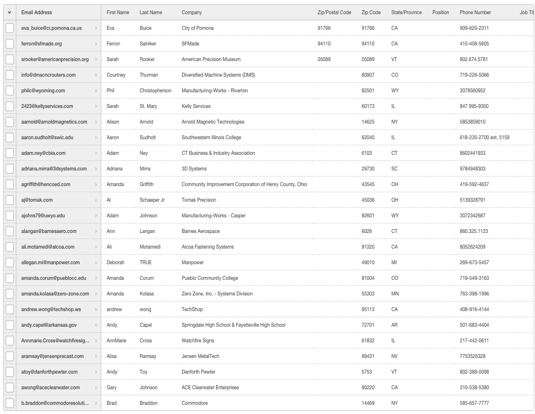 Email Address First Name Last Name Company Zip/Postal Code Zip Code State/Province Position Phone Number Job Titl
eva_buice@ci.pomona.ca.us Eva Buice City of Pomona 91766 91766 CA 909-620-2311
ferron@sfmade.org Ferron Salniker SFMade 94110 94110 CA 415-408-5605
srooker@americanprecision.org Sarah Rooker American Precision Museum 05089 05089 VT 802.674.5781
info@dmscncrouters.com Courtney Thurman Diversified Machine Systems (DMS) 80907 CO 719-226-5066
philc@wyoming.com Phil Christopherson Manufacturing-Works - Riverton 82501 WY 3078560952
2423@kellyservices.com Sarah St. Mary Kelly Services 60173 IL 847 995-9350
aarnold@arnoldmagnetics.com Alison Arnold Arnold Magnetic Technologies 14625 NY 5853859010
aaron.sudholt@swic.edu Aaron Sudholt Southwestern Illinois College 62040 IL 618-235-2700 ext. 5159
adam.ney@cbia.com Adam Ney CT Business & Industry Association 6103 CT 8602441933
adriana.mirra@3dsystems.com Adriana Mirra 3D Systems 29730 SC 9784948303
agriffith@hencoed.com Amanda Griffith Community Improvement Corporation of Henry County, Ohio 43545 OH 419-592-4637
aj@tomak.com Al Schaeper Jr Tomak Precision 45036 OH 5139328791
ajohns79@uwyo.edu Adam Johnson Manufacturing-Works - Casper 82601 WY 3072342687
alangan@barnesaero.com Arin Langan Barnes Aerospace 6026 CT 860.325.1123
ali.motamedi@alcoa.com Ali Motamedi Alcoa Fastening Systems 91320 CA 8052624209
allegan.mi@manpower.com Deborah TRUE Manpower 49010 MI 269-673-5457
amanda.corum@pueblocc.edu Amanda Corum Pueblo Community College 81004 CO 719-549-3163
amanda.kolasa@zero-zone.com Amanda Kolasa Zero Zone, Inc. - Systems Division 55303 MN 763-398-1996
andrew.wong@techshop.ws andrew wong TechShop 95113 CA 408-916-4144
andy.capel@arkansas.gov Andy Capel Springdale High School & Fayetteville High School 72701 AR 501-683-4404
Annmarie.Cross@watchfiresig... AnnMarie Cross Watchfire Signs 61832 IL 217-442-0611
aramsay@jensenprecast.com Alisa Ramsay Jensen MetalTech 89431 NV 7753526328
atoy@danforthpewter.com Andy Toy Danforth Pewter 5753 VT 802-388-0098
awong@aceclearwater.com Gary Johnson ACE Clearwater Enterprises 90220 CA 310-538-5380
b.braddon@commodoresoluti... Brad Braddon Commodore 14469 NY 585-657-7777